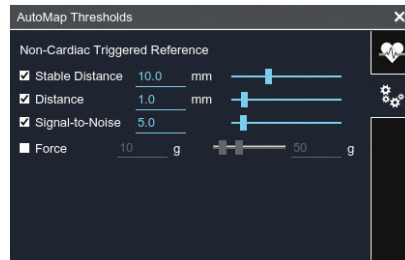 AutoMap Thresholds
Non-Cardiac Triggered Reference
Stable Distance 10.0 mm
Distance 1.0 mm
Signal-to-Noise 5.0
Force 10 g 50 g